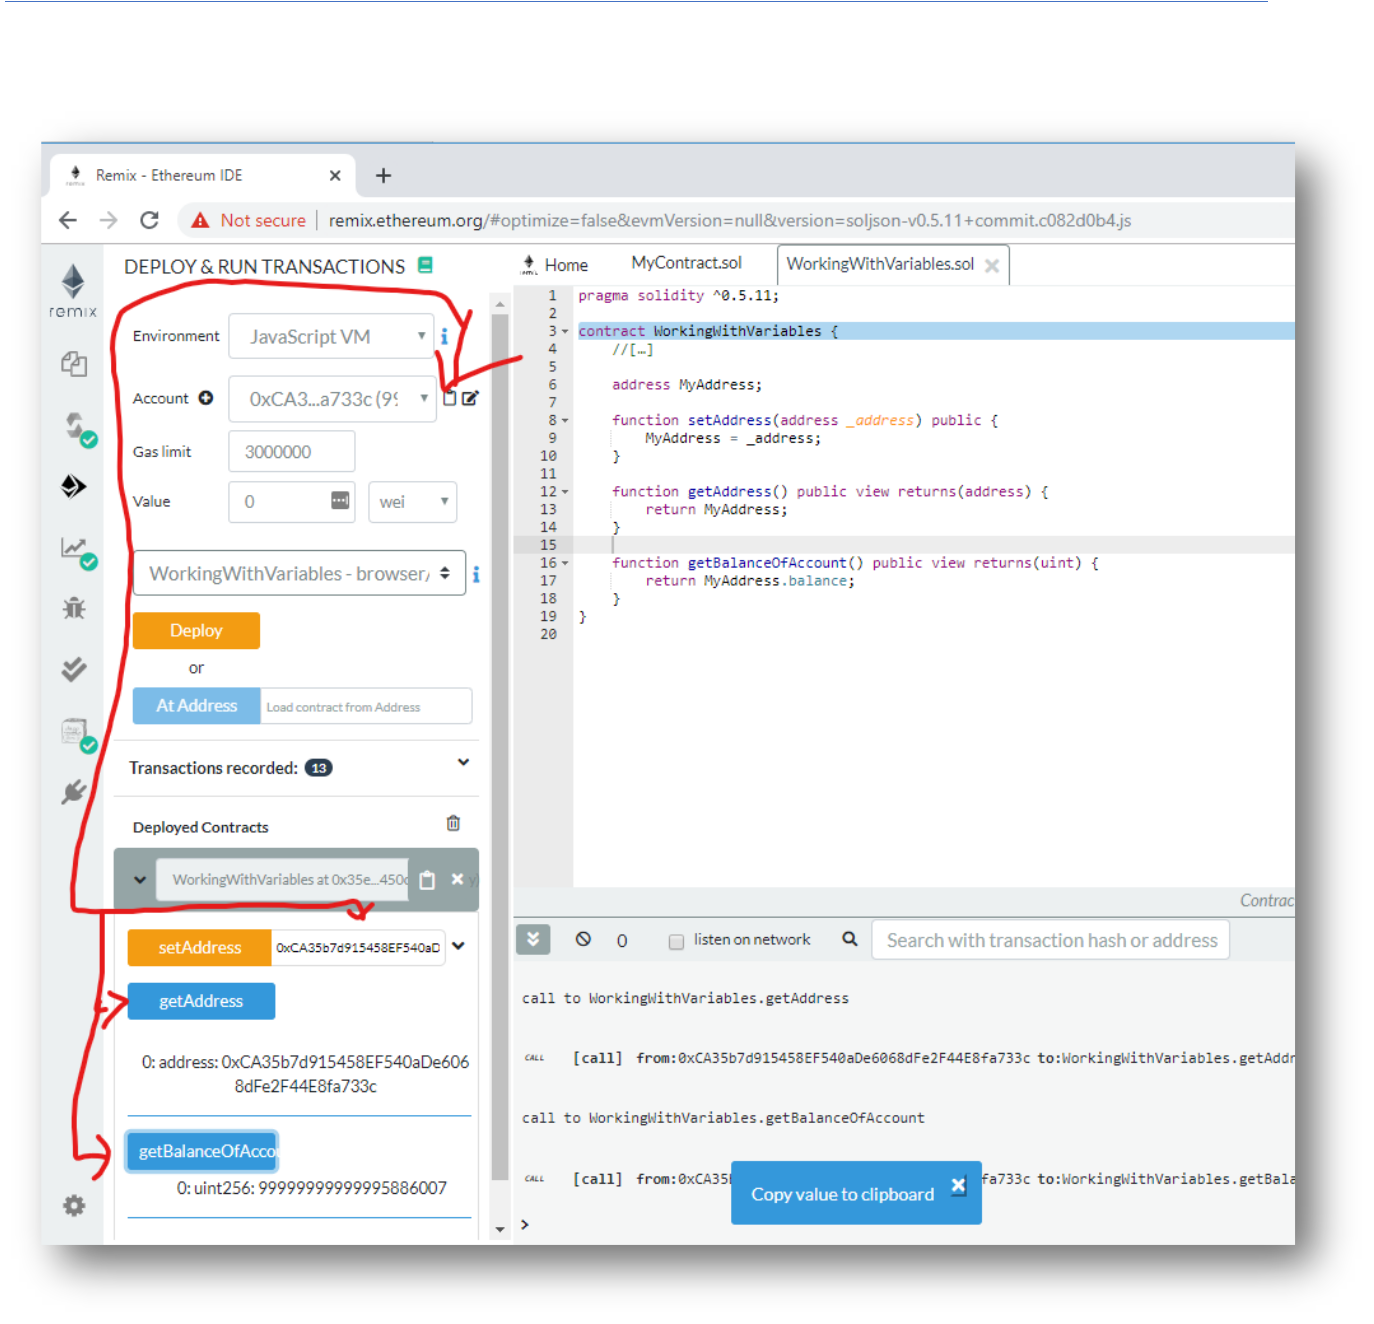 Remix - Ethereum IDE
Not secure | remix.ethereum.org/#optimize=false&evmVersion=null&version=soljson-v0.5.11+commit.c082d0b4.js
remix
DEPLOY & RUN TRANSACTIONS
Environment JavaScript VM
Account 0xCA3...a733c (99
Gas limit 3000000
Value 0 wei
WorkingWithVariables - browser/
Deploy
or
At Address Load contract from Address
Transactions recorded: 13
Deployed Contracts
WorkingWithVariables at 0x35e...450c
setAddress 0xCA35b7d915458EF540aD
getAddress
0: address: 0xCA35b7d915458EF540aDe606
8dFe2F44E8fa733c
getBalanceOfAccou
0: uint256: 99999999999995886007
Home MyContract.sol WorkingWithVariables.sol
1 pragma solidity ^0.5.11;
2
3 contract WorkingWithVariables {
4 //[…]
5
6 address MyAddress;
7
8 function setAddress(address _address) public {
9 MyAddress = _address;
10 }
11
12 function getAddress() public view returns(address) {
13 return MyAddress;
14 }
15
16 function getBalanceOfAccount() public view returns(uint) {
17 return MyAddress.balance;
18 }
19 }
20
Contrac
0 listen on network Search with transaction hash or address
call to WorkingWithVariables.getAddress
CALL [call] from:0xCA35b7d915458EF540aDe6068dFe2F44E8fa733c to:WorkingWithVariables.getAddr
call to WorkingWithVariables.getBalanceOfAccount
CALL [call] from:0xCA35 fa733c to:WorkingWithVariables.getBala
Copy value to clipboard
>